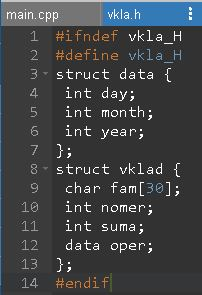 main.cpp vkla.h
1 #ifndef vkla_H
2 #define vkla_H
3 struct data {
4 int day;
5 int month;
6 int year;
7 };
8 struct vklad {
9 char fam[30];
10 int nomer;
11 int suma;
12 data oper;
13 };
14 #endif